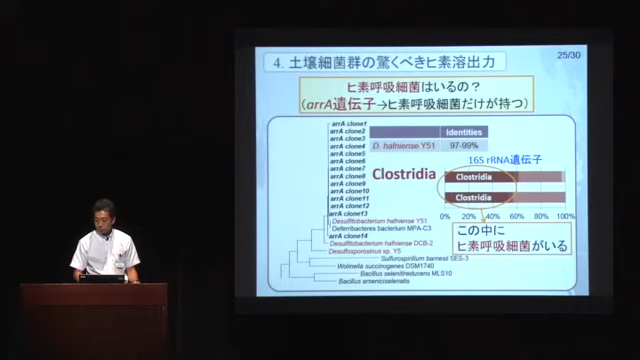 4. 土壌細菌群の驚くべきヒ素溶出力
25/30
ヒ素呼吸細菌はいるの？
（arrA遺伝子→ヒ素呼吸細菌だけが持つ）
arrA clone1
arrA clone2
arrA clone3
arrA clone4
arrA clone5
arrA clone6
arrA clone7
arrA clone8
arrA clone9
arrA clone10
arrA clone11
arrA clone12
arrA clone13
Desulfitobacterium hafniense Y51
Deferribacteres bacterium MPA-C3
arrA clone14
Desulfitobacterium hafniense DCB-2
Desulfosporosinus sp. Y5
Sulfurospirillum barnesii SES-3
Wolinella succinogenes DSM1740
Bacillus selenitireducens MLS10
Bacillus arseniciselenatis
Identities
D. hafniense Y51 97-99%
Clostridia
16S rRNA遺伝子
Clostridia
Clostridia
0% 20% 40% 60% 80% 100%
この中に
ヒ素呼吸細菌がいる